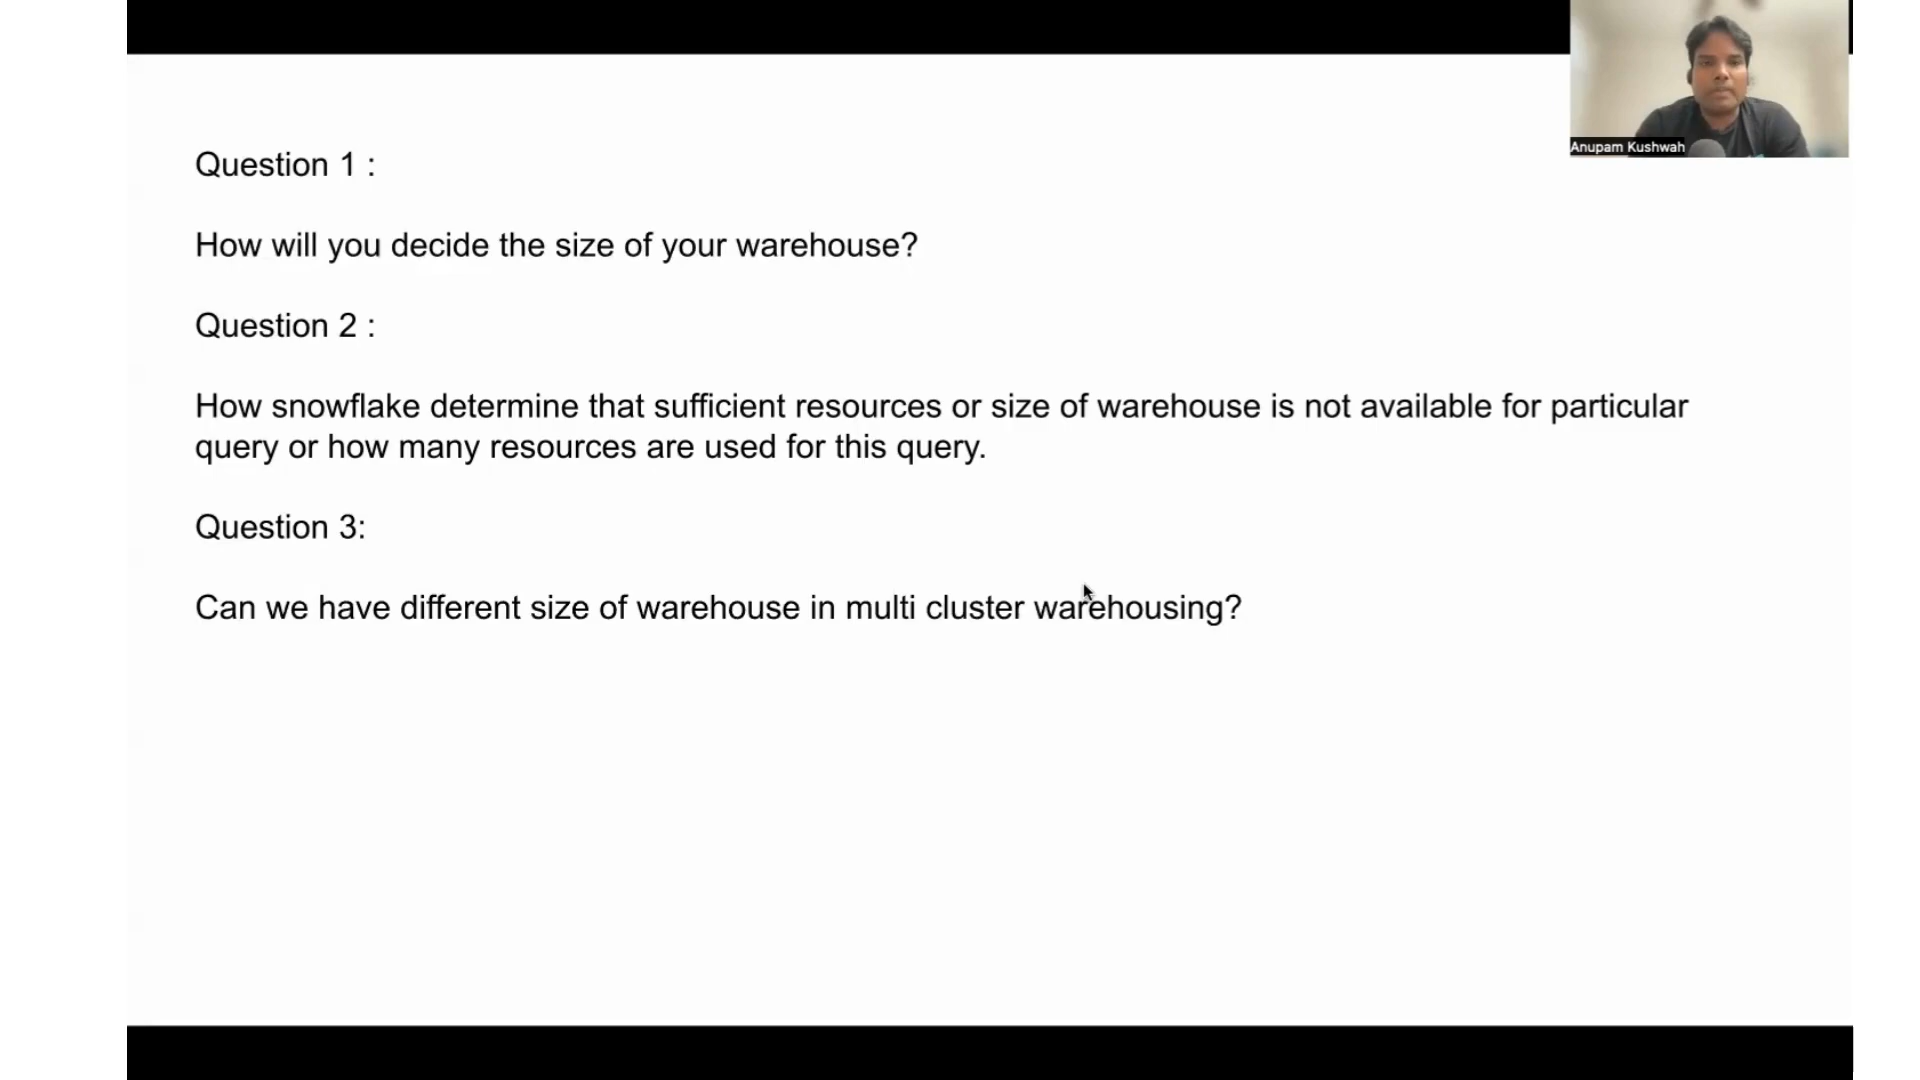 Anupam Kushwah
Question 1 :
How will you decide the size of your warehouse?
Question 2 :
How snowflake determine that sufficient resources or size of warehouse is not available for particular
query or how many resources are used for this query.
Question 3:
Can we have different size of warehouse in multi cluster warehousing?